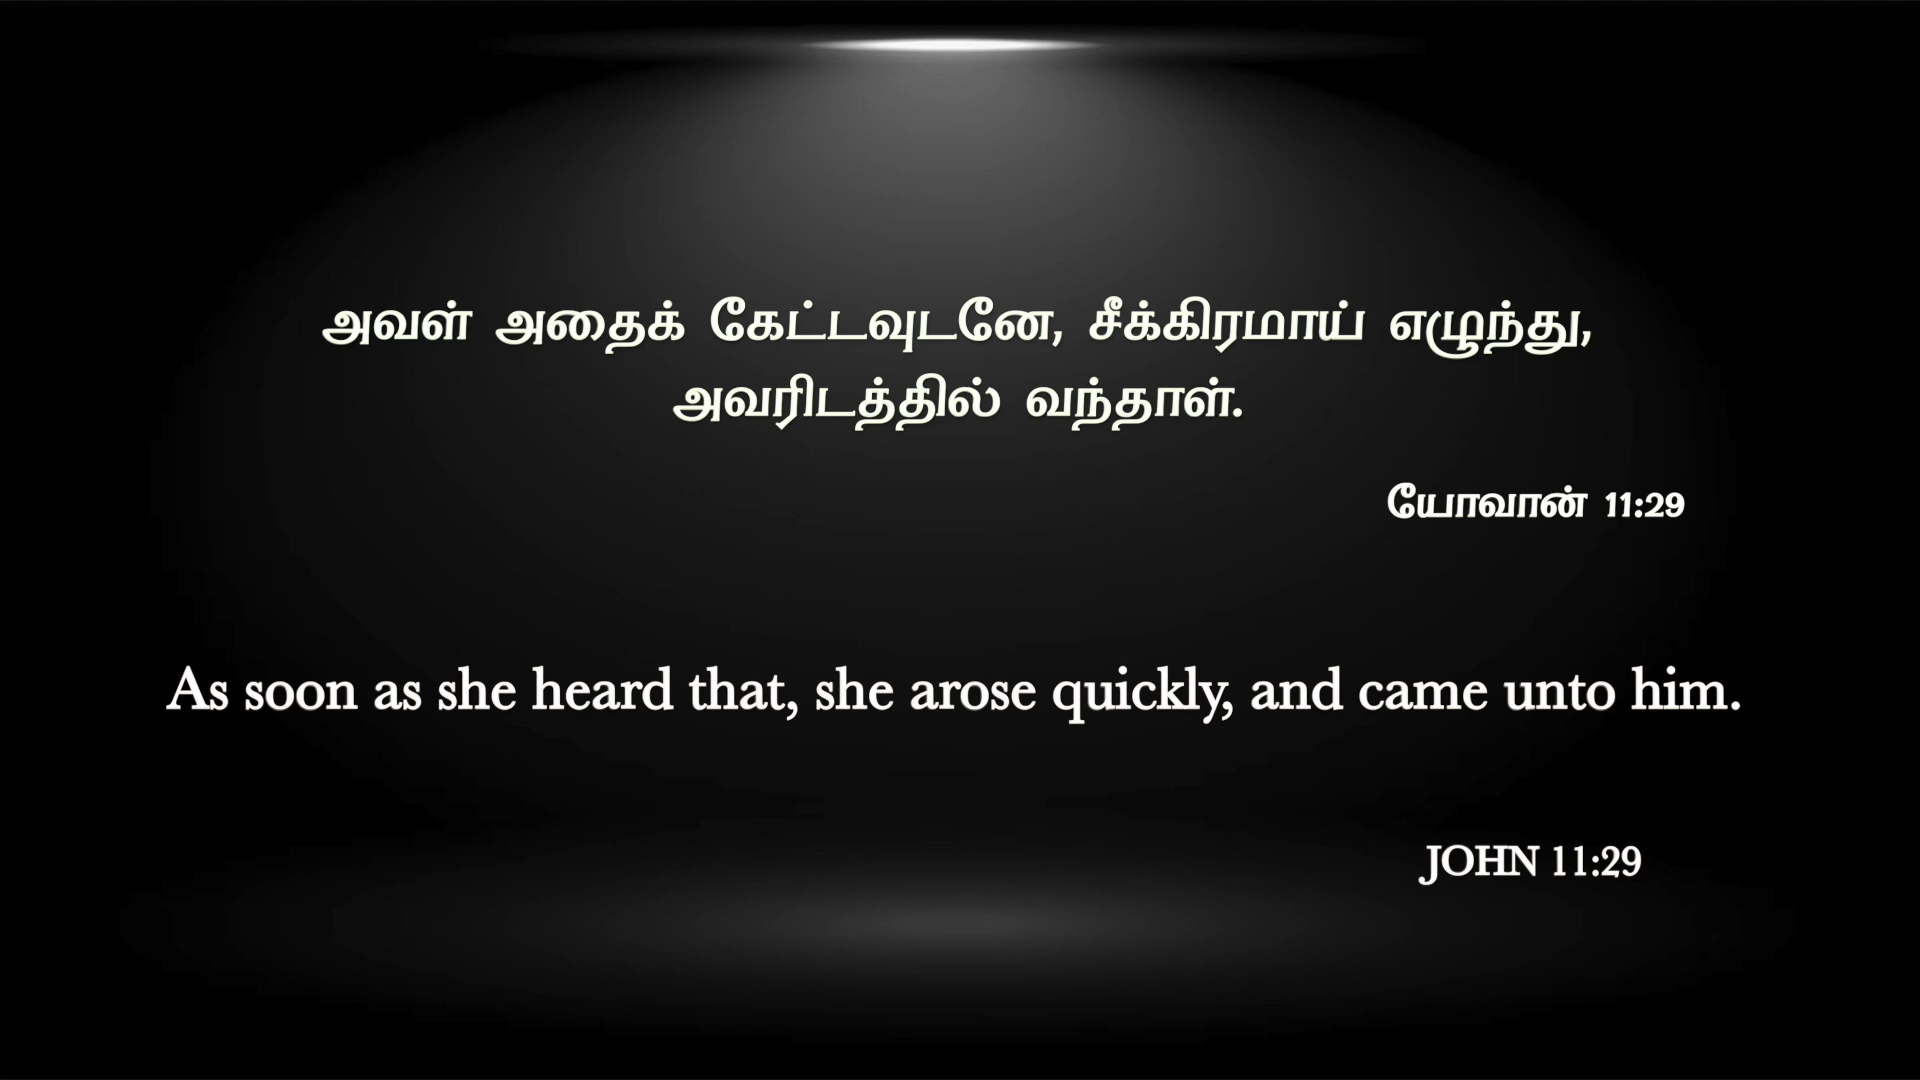 அவள் அதைக் கேட்டவுடனே, சீக்கிரமாய் எழுந்து,
அவரிடத்தில் வந்தாள்.
யோவான் 11:29
As soon as she heard that, she arose quickly, and came unto him.
JOHN 11:29